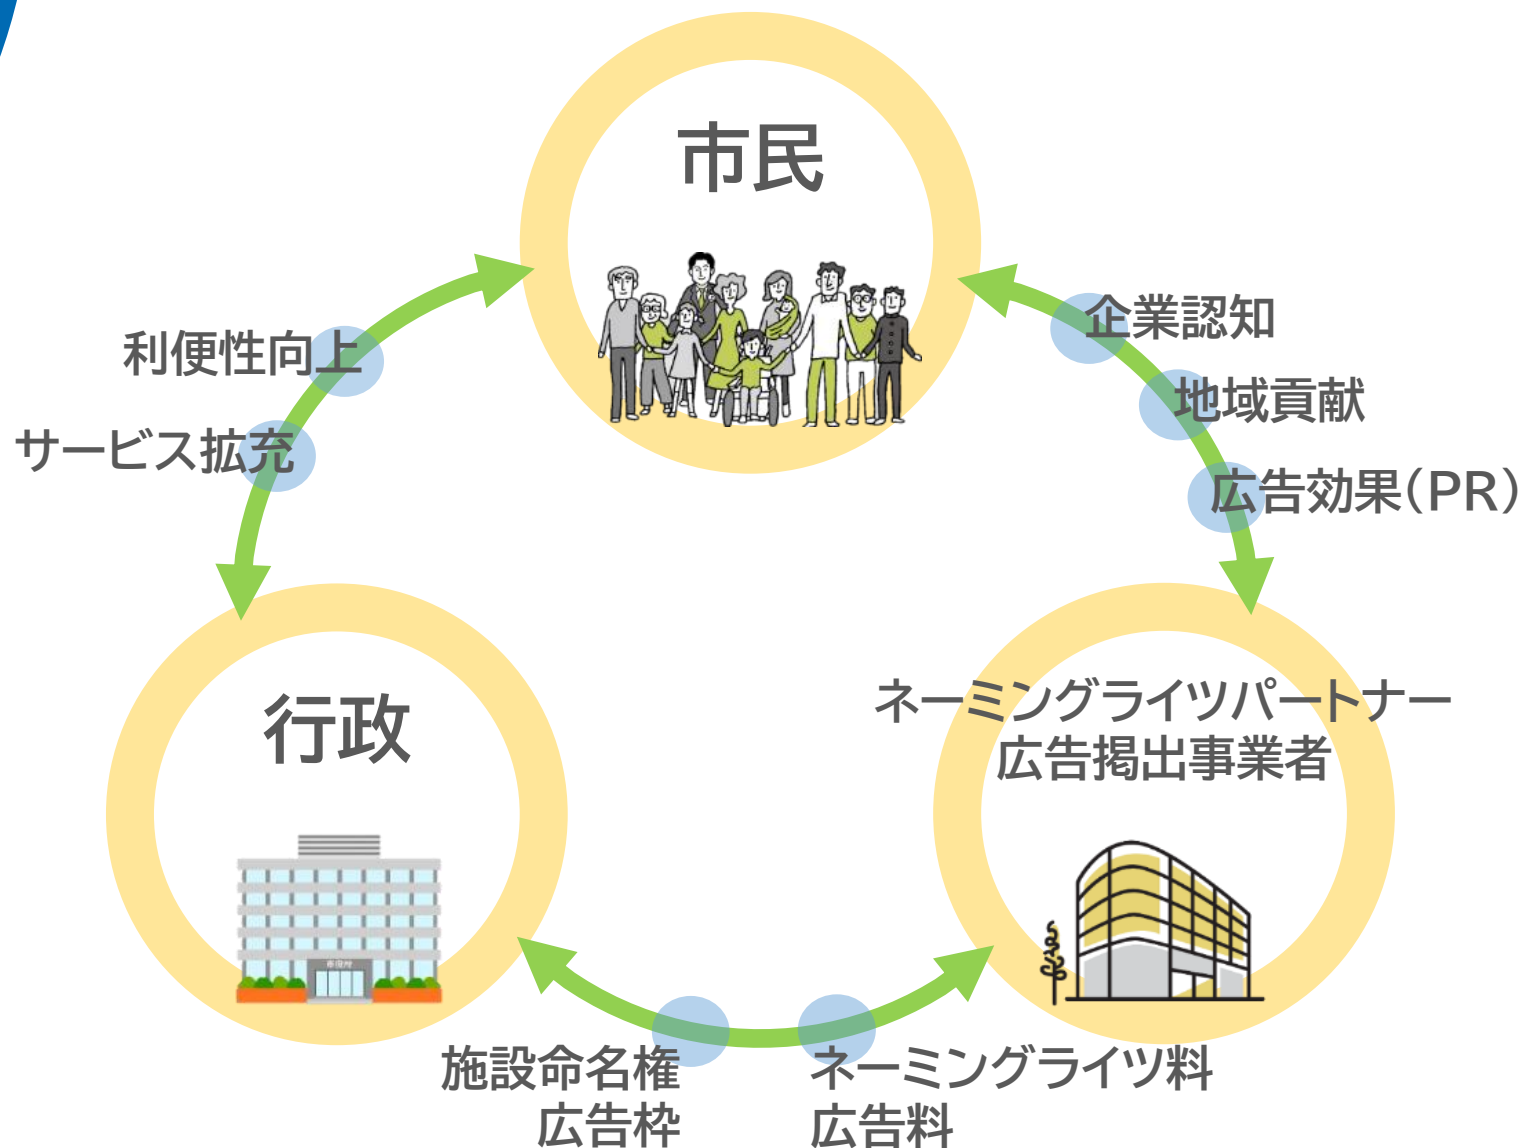 市民
企業認知
利便性向上
地域貢献
サービス拡充
広告効果(PR)
行政
ネーミングライツパートナー
広告掲出事業者
市役所
施設命名権
広告枠
ネーミングライツ料
広告料